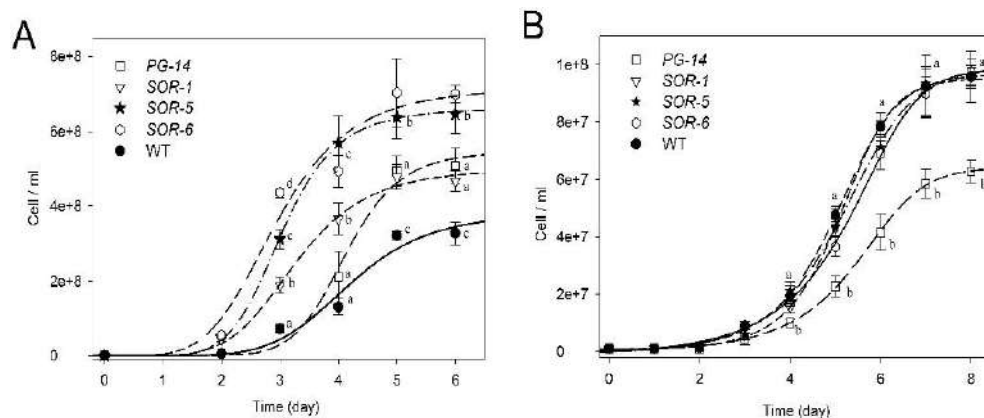 A
8e+8
6e+8
4e+8
2e+8
0
Cell / ml
PG-14
SOR-1
SOR-5
SOR-6
WT
d
c
b
a
c
b
a
a
b
a
c
b
a
c
0 1 2 3 4 5 6
Time (day)
B
1e+8
8e+7
6e+7
4e+7
2e+7
0
Cell / ml
PG-14
SOR-1
SOR-5
SOR-6
WT
a
b
a
b
a
b
a
b
a
0 2 4 6 8
Time (day)